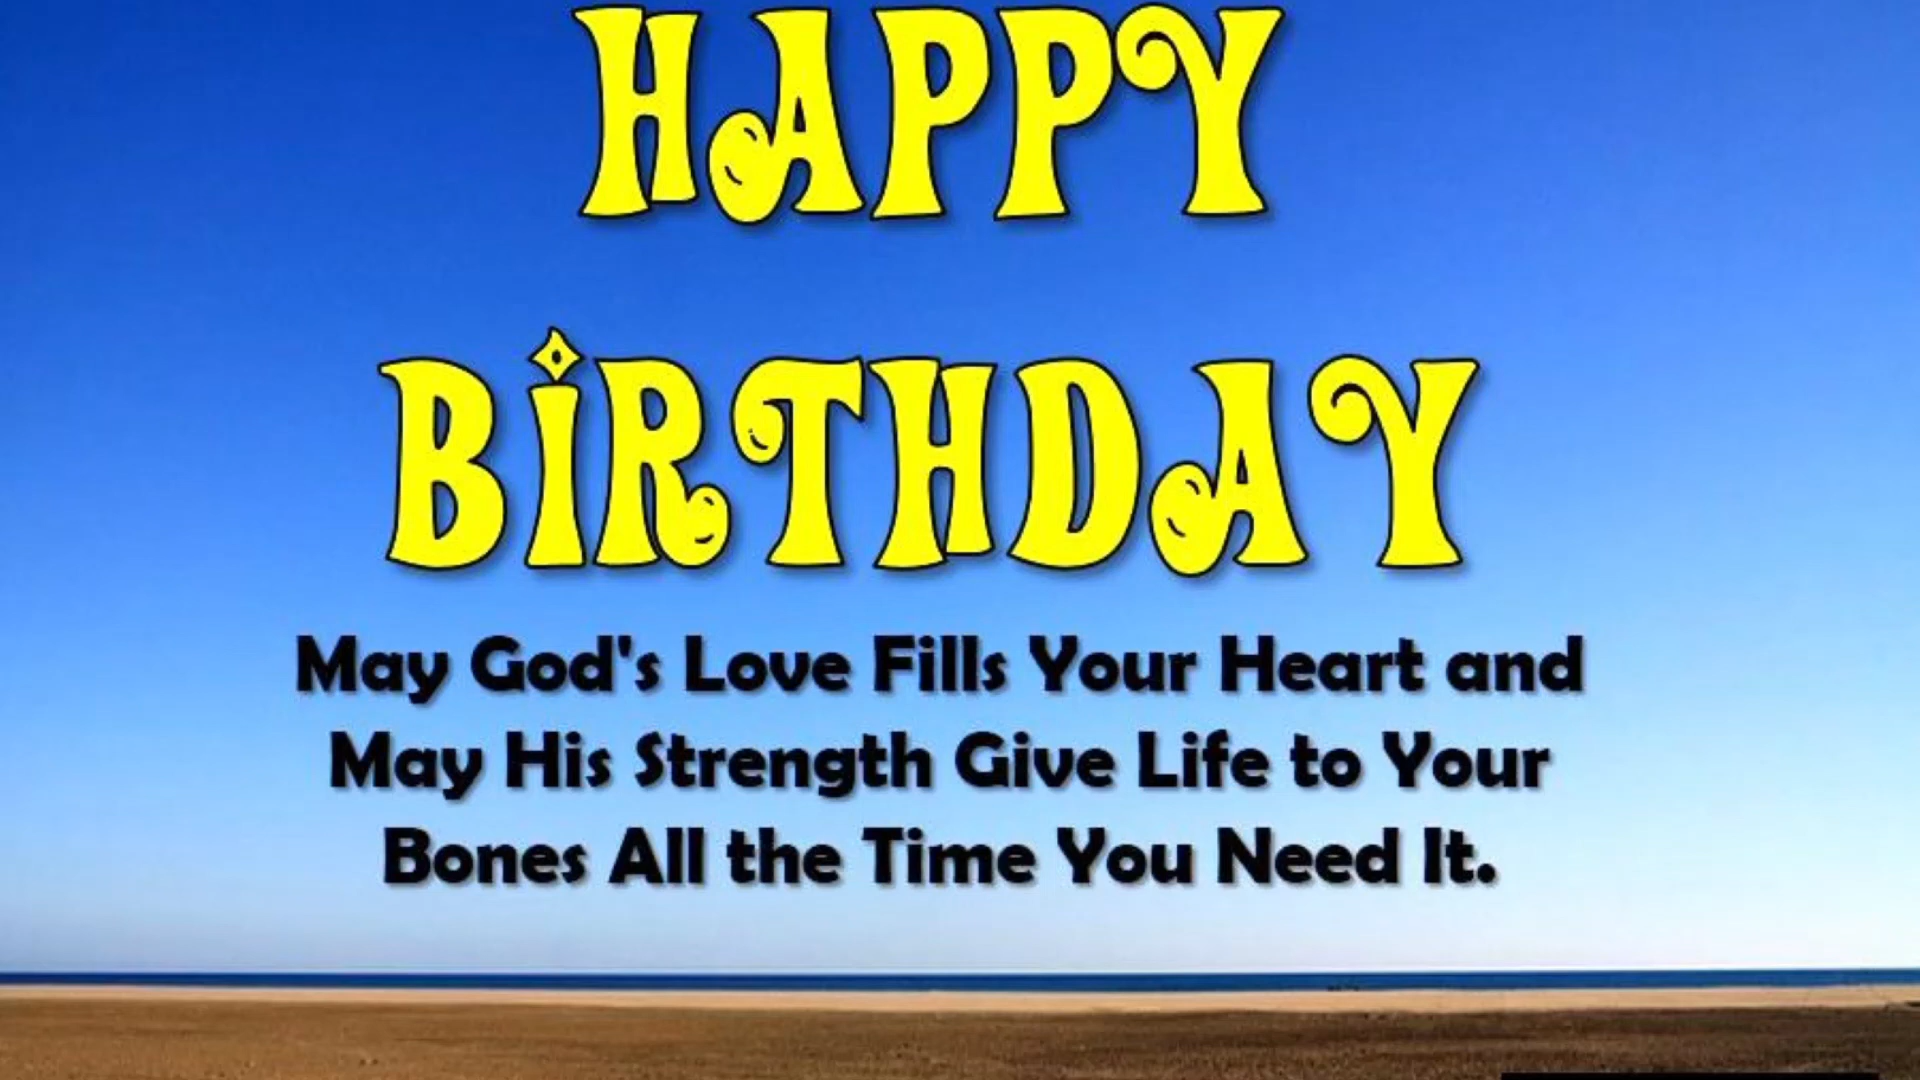 HAPPY
BiRTHDAY
May God's Love Fills Your Heart and
May His Strength Give Life to Your
Bones All the Time You Need It.